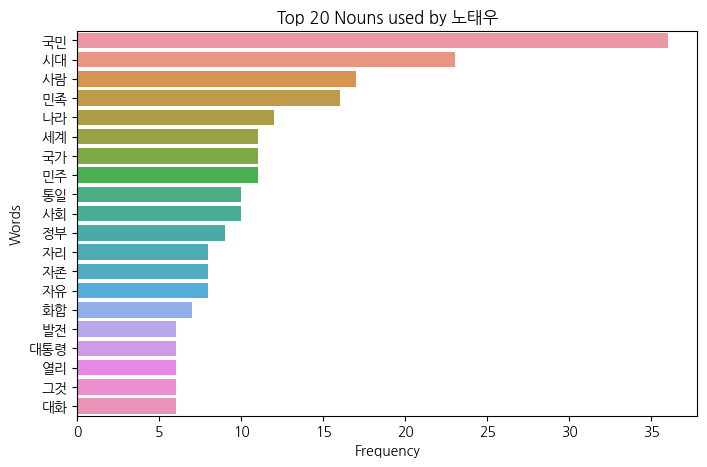 Top 20 Nouns used by 노태우
국민
시대
사람
민족
나라
세계
국가
민주
통일
사회
정부
자리
자존
자유
화합
발전
대통령
열리
그것
대화
Words
0 5 10 15 20 25 30 35
Frequency